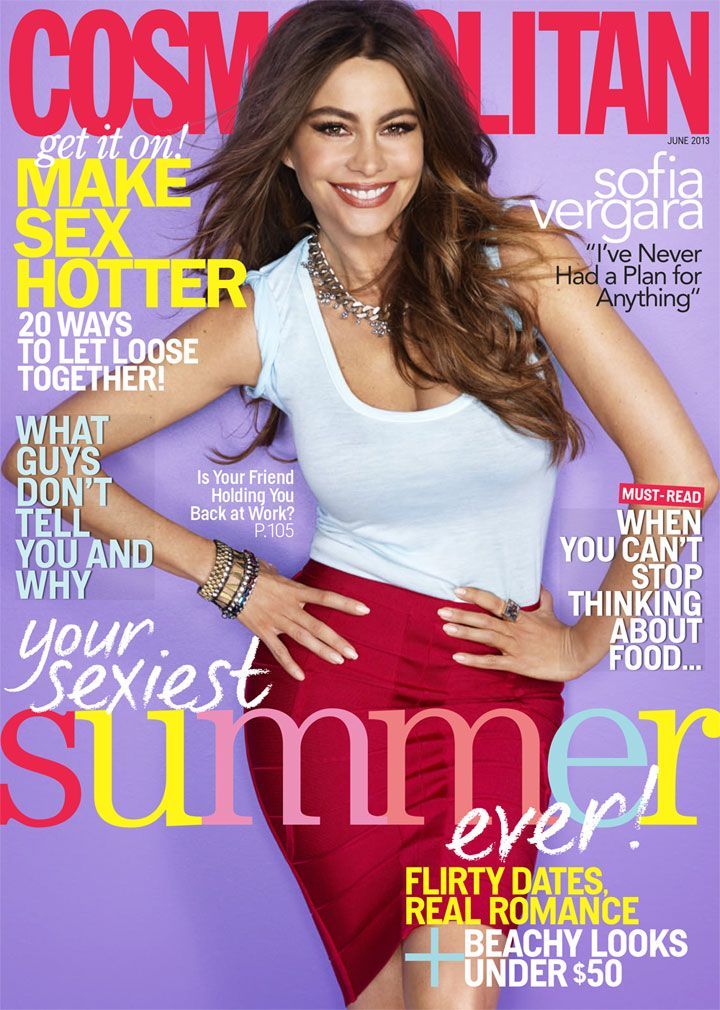 COSMOPOLITAN
JUNE 2013
get it on!
MAKE
SEX
HOTTER
20 WAYS
TO LET LOOSE
TOGETHER!
sofia
vergara
"I've Never
Had a Plan for
Anything"
WHAT
GUYS
DON'T
TELL
YOU AND
WHY
Is Your Friend
Holding You
Back at Work?
P.105
MUST-READ
WHEN
YOU CAN'T
STOP
THINKING
ABOUT
FOOD...
your
sexiest
summer
ever!
FLIRTY DATES,
REAL ROMANCE
+ BEACHY LOOKS
UNDER $50